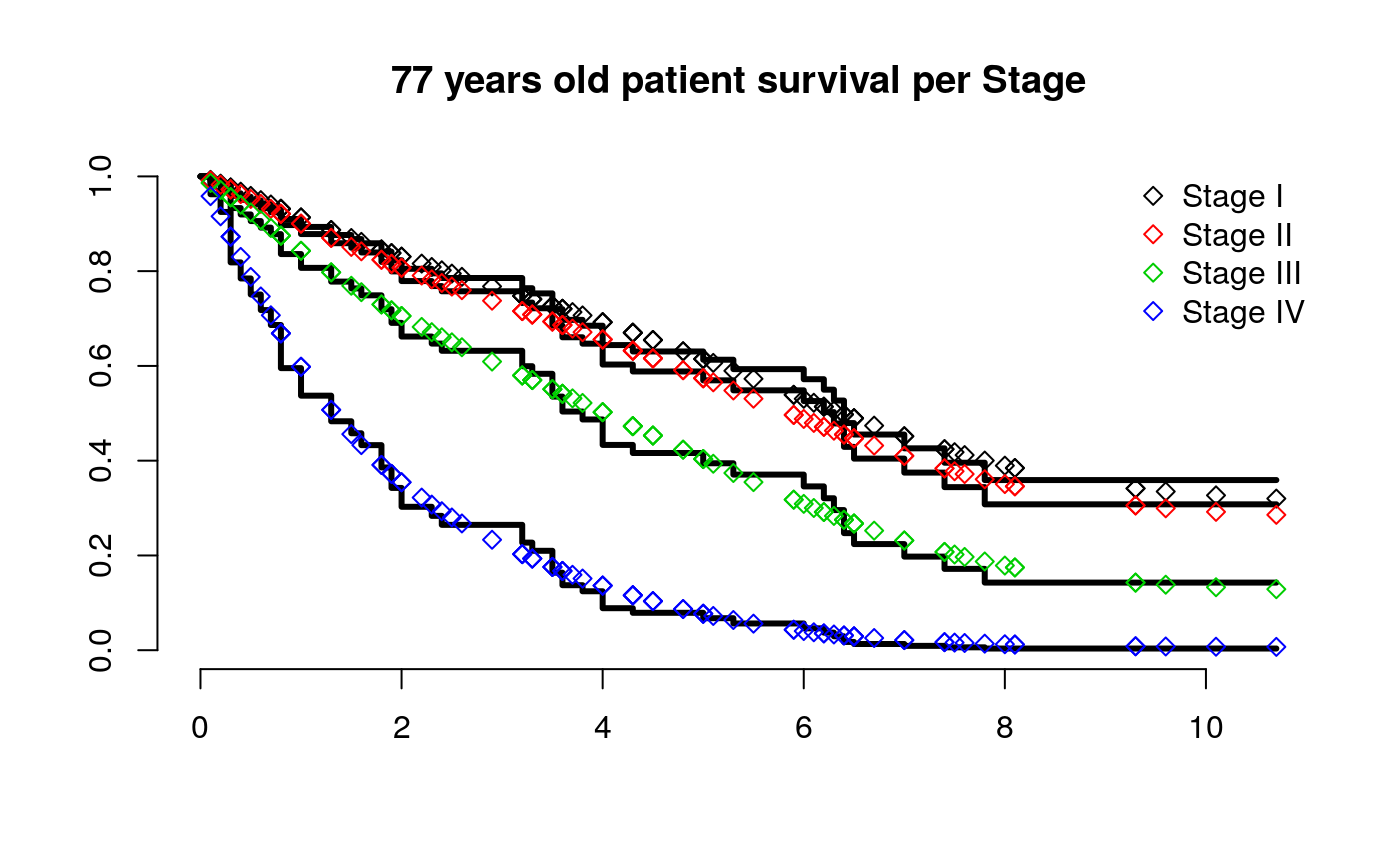 77 years old patient survival per Stage
1.0
0.8
0.6
0.4
0.2
0.0
Stage I
Stage II
Stage III
Stage IV
0 2 4 6 8 10